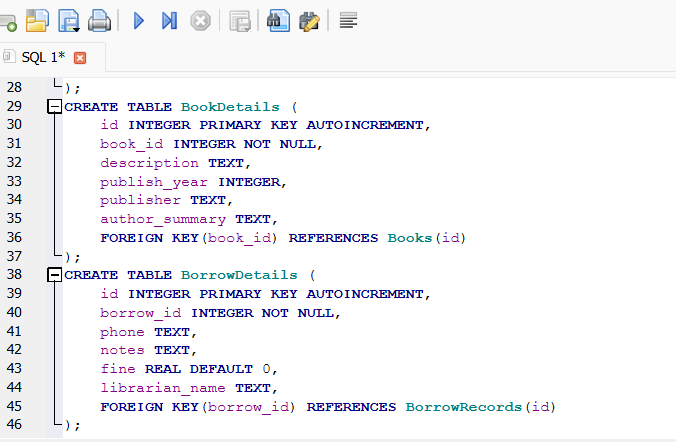 SQL 1*
28 );
29 CREATE TABLE BookDetails (
30 id INTEGER PRIMARY KEY AUTOINCREMENT,
31 book_id INTEGER NOT NULL,
32 description TEXT,
33 publish_year INTEGER,
34 publisher TEXT,
35 author_summary TEXT,
36 FOREIGN KEY(book_id) REFERENCES Books(id)
37 );
38 CREATE TABLE BorrowDetails (
39 id INTEGER PRIMARY KEY AUTOINCREMENT,
40 borrow_id INTEGER NOT NULL,
41 phone TEXT,
42 notes TEXT,
43 fine REAL DEFAULT 0,
44 librarian_name TEXT,
45 FOREIGN KEY(borrow_id) REFERENCES BorrowRecords(id)
46 );